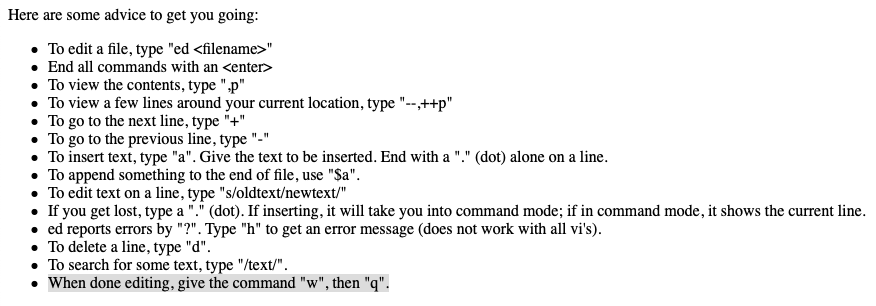 Here are some advice to get you going:
• To edit a file, type "ed <filename>"
• End all commands with an <enter>
• To view the contents, type ",p"
• To view a few lines around your current location, type "--,++p"
• To go to the next line, type "+"
• To go to the previous line, type "-"
• To insert text, type "a". Give the text to be inserted. End with a "." (dot) alone on a line.
• To append something to the end of file, use "$a".
• To edit text on a line, type "s/oldtext/newtext/"
• If you get lost, type a "." (dot). If inserting, it will take you into command mode; if in command mode, it shows the current line.
• ed reports errors by "?". Type "h" to get an error message (does not work with all vi's).
• To delete a line, type "d".
• To search for some text, type "/text/".
• When done editing, give the command "w", then "q".